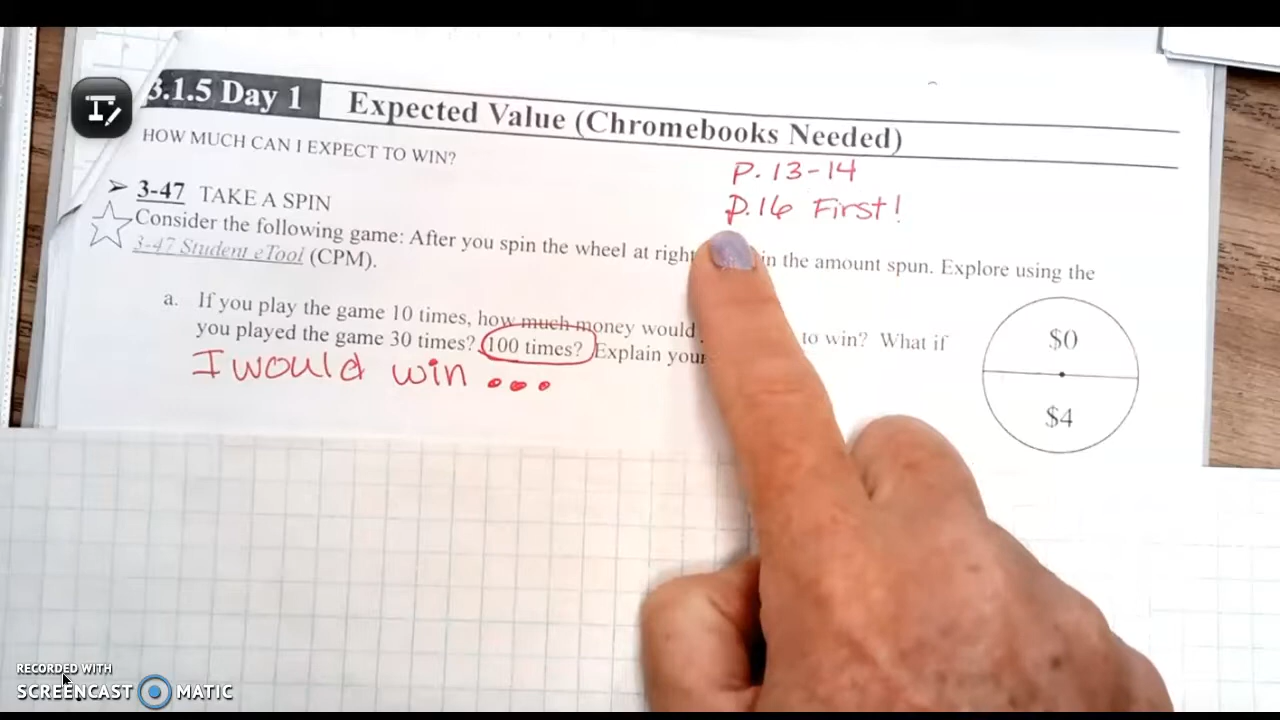 3.1.5 Day 1 Expected Value (Chromebooks Needed)
HOW MUCH CAN I EXPECT TO WIN?
P. 13-14
➢ 3-47 TAKE A SPIN
P. 16 First!
Consider the following game: After you spin the wheel at right in the amount spun. Explore using the
3-47 Student eTool (CPM).
a. If you play the game 10 times, how much money would to win? What if
you played the game 30 times? 100 times? Explain your
I would win ...
$0
$4
RECORDED WITH
SCREENCAST MATIC